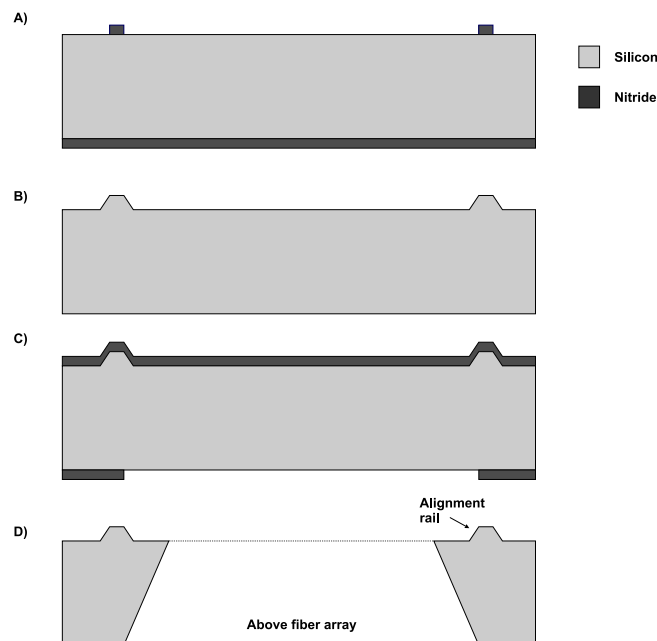 A)
Silicon
Nitride
B)
C)
Alignment
rail
D)
Above fiber array